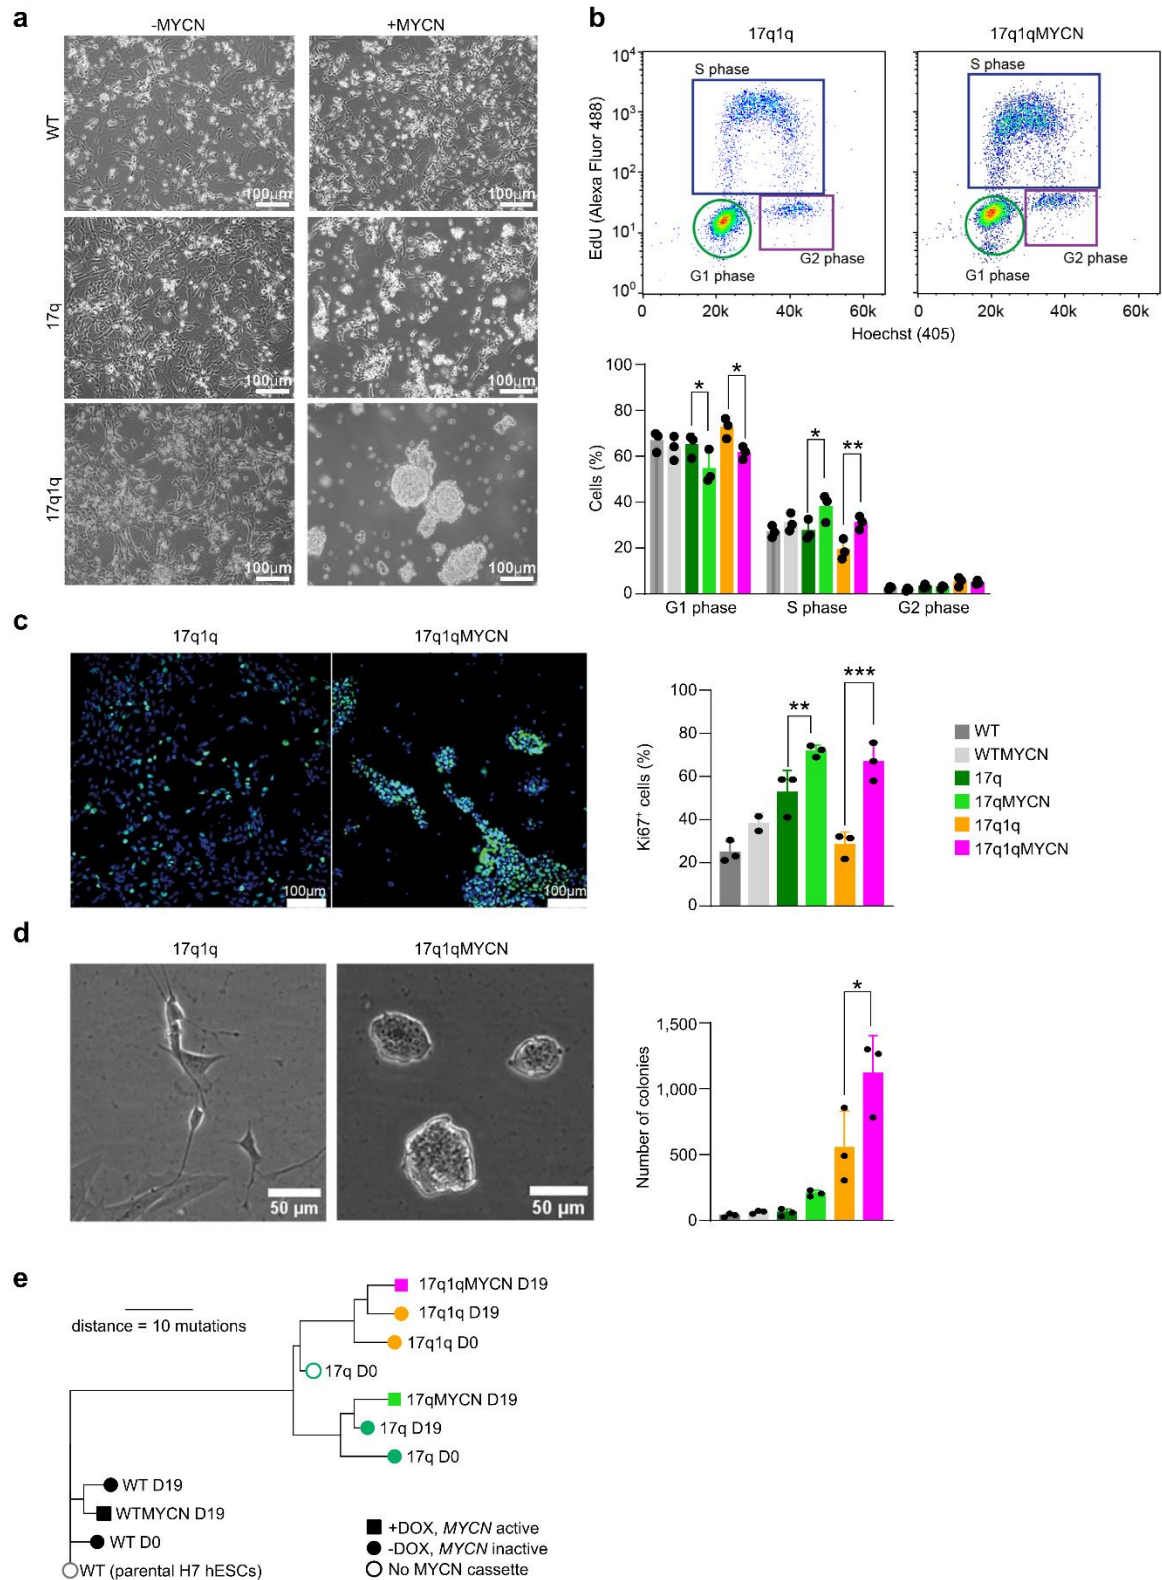 a
-MYCN
+MYCN
WT
100µm
100µm
17q
100µm
100µm
17q1q
100µm
100µm
b
17q1q
17q1qMYCN
EdU (Alexa Fluor 488)
10⁴
10³
10²
10¹
10⁰
S phase
G1 phase
G2 phase
20k
40k
60k
S phase
G1 phase
G2 phase
20k
40k
60k
Hoechst (405)
Cells (%)
100
80
60
40
20
0
*
*
*
**
G1 phase
S phase
G2 phase
c
17q1q
17q1qMYCN
100µm
100µm
Ki67⁺ cells (%)
100
80
60
40
20
0
**
***
WT
WTMYCN
17q
17qMYCN
17q1q
17q1qMYCN
d
17q1q
17q1qMYCN
50 µm
50 µm
Number of colonies
1,500
1,000
500
0
*
e
distance = 10 mutations
17q1qMYCN D19
17q1q D19
17q1q D0
17q D0
17qMYCN D19
17q D19
17q D0
WT D19
WTMYCN D19
WT D0
WT (parental H7 hESCs)
+DOX, MYCN active
-DOX, MYCN inactive
No MYCN cassette